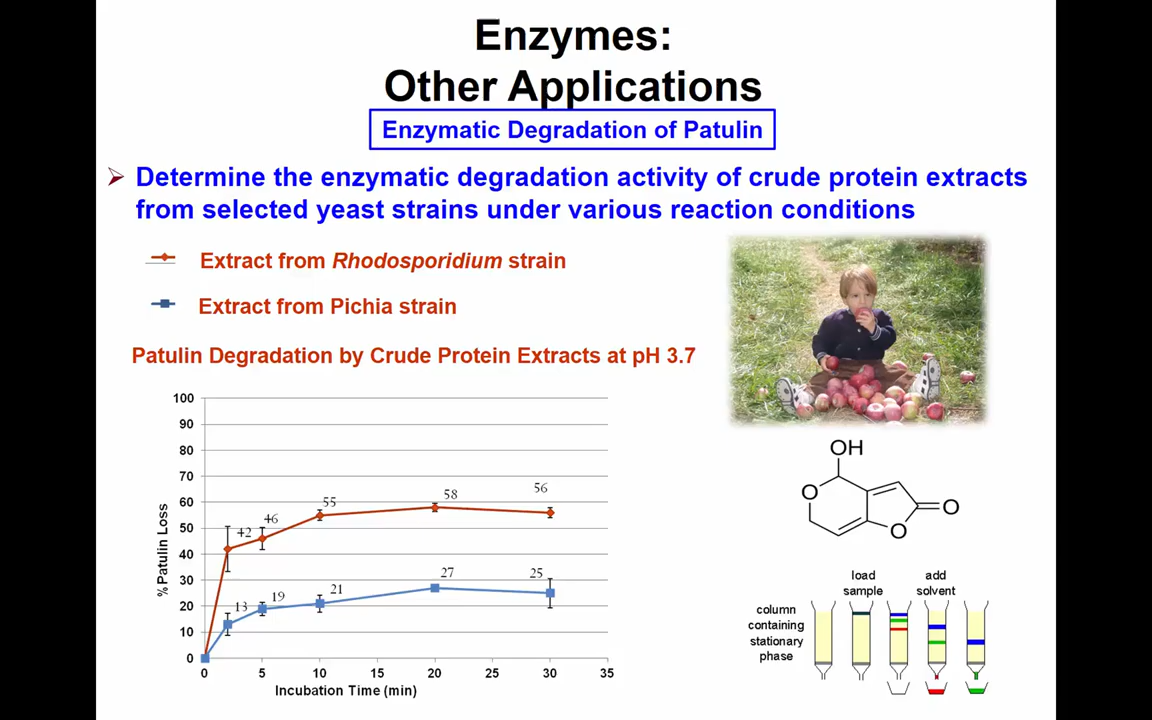 Enzymes:
Other Applications
Enzymatic Degradation of Patulin
Determine the enzymatic degradation activity of crude protein extracts
from selected yeast strains under various reaction conditions
Extract from Rhodosporidium strain
Extract from Pichia strain
Patulin Degradation by Crude Protein Extracts at pH 3.7
% Patulin Loss
100
90
80
70
60
50
40
30
20
10
0
42
46
55
58
56
13
19
21
27
25
0 5 10 15 20 25 30 35
Incubation Time (min)
OH
O
O
O
load
sample
add
solvent
column
containing
stationary
phase